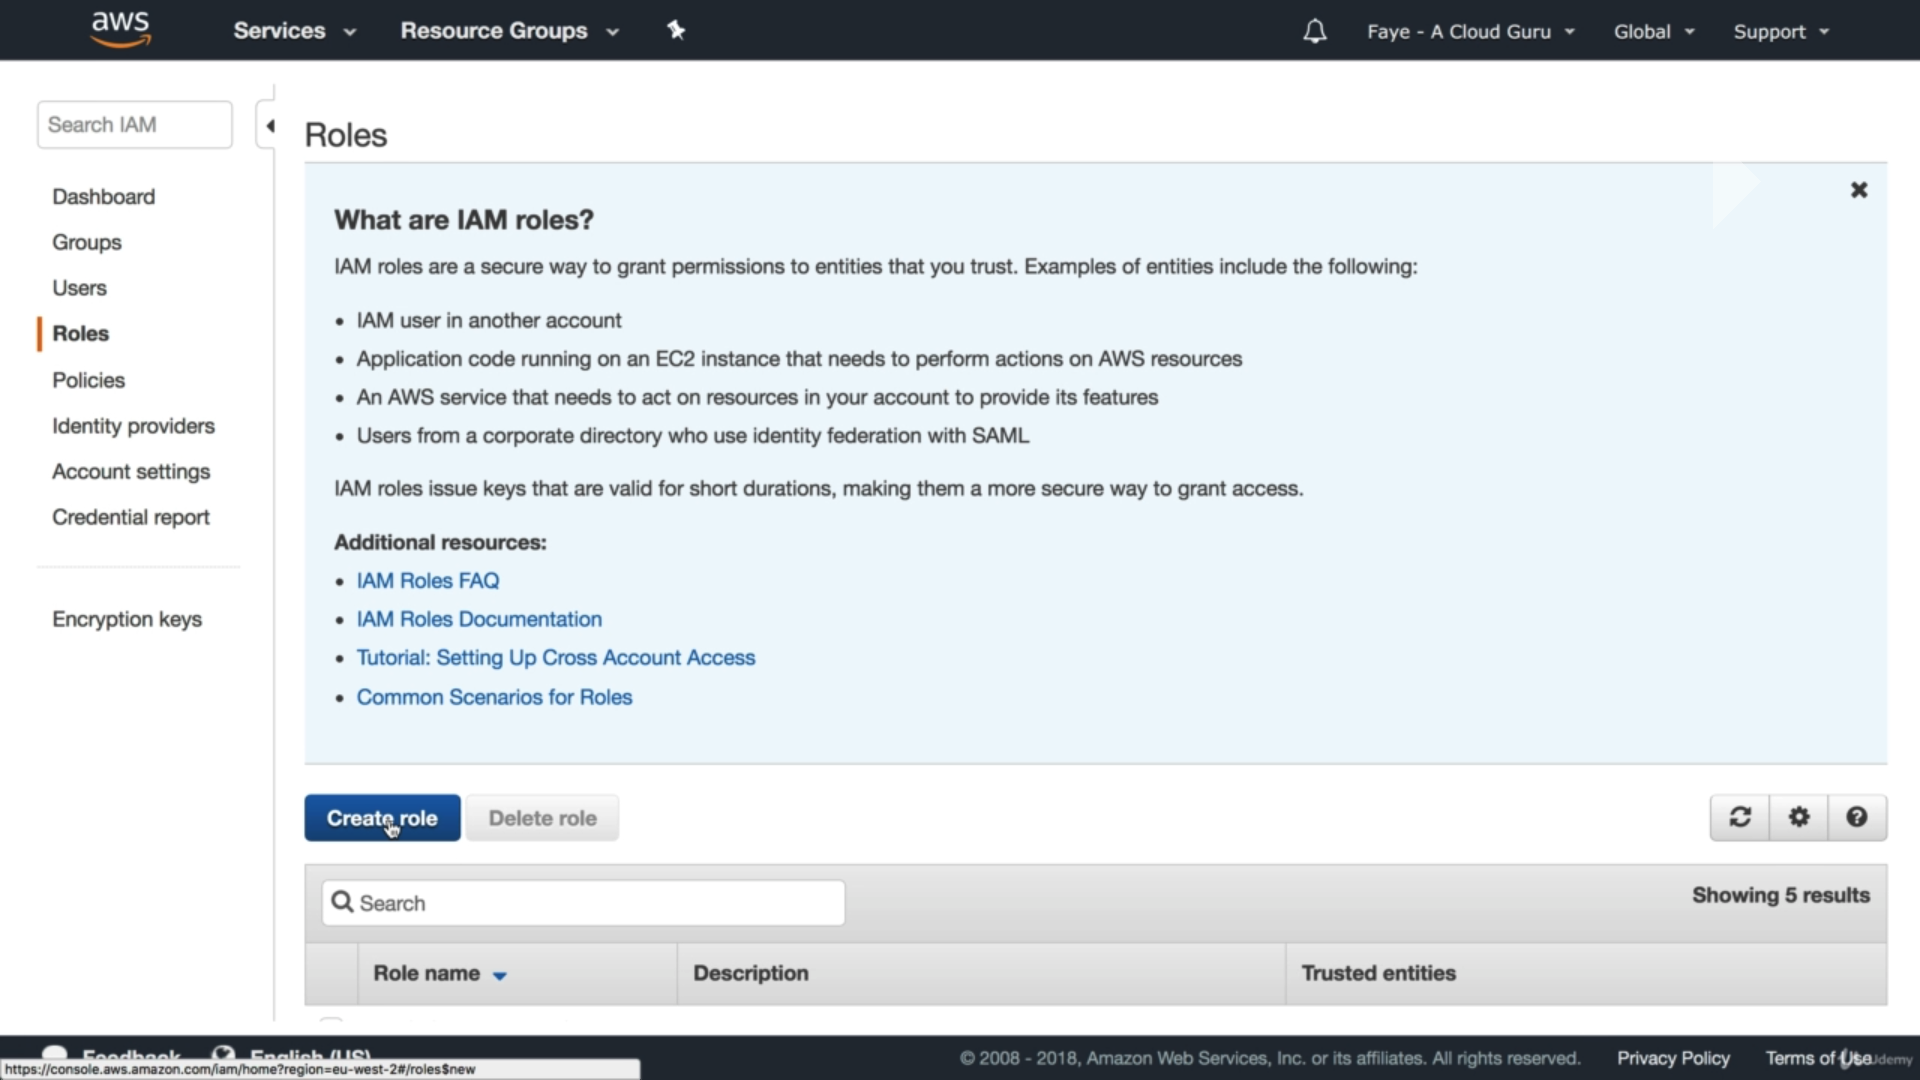 aws Services Resource Groups Faye - A Cloud Guru Global Support
Search IAM
Dashboard
Groups
Users
Roles
Policies
Identity providers
Account settings
Credential report
Encryption keys
Roles
What are IAM roles?
IAM roles are a secure way to grant permissions to entities that you trust. Examples of entities include the following:
• IAM user in another account
• Application code running on an EC2 instance that needs to perform actions on AWS resources
• An AWS service that needs to act on resources in your account to provide its features
• Users from a corporate directory who use identity federation with SAML
IAM roles issue keys that are valid for short durations, making them a more secure way to grant access.
Additional resources:
• IAM Roles FAQ
• IAM Roles Documentation
• Tutorial: Setting Up Cross Account Access
• Common Scenarios for Roles
Create role Delete role
Search
Showing 5 results
Role name Description Trusted entities
Feedback English (US) © 2008 - 2018, Amazon Web Services, Inc. or its affiliates. All rights reserved. Privacy Policy Terms of Use
Udemy
https://console.aws.amazon.com/iam/home?region=eu-west-2#/roles$new